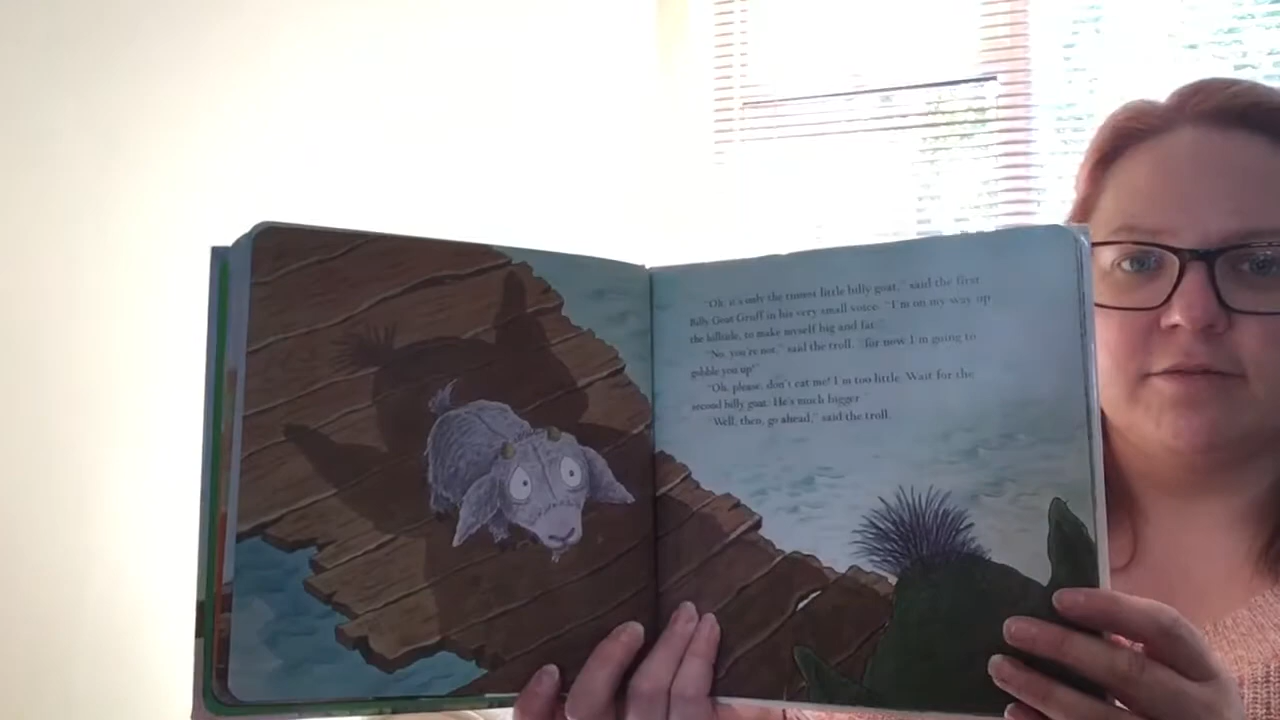 "Oh, it's only the tiniest little billy goat," said the first
Billy Goat Gruff in his very small voice. "I'm on my way up
the hillside, to make myself big and fat."
"No, you're not," said the troll, "for now I'm going to
gobble you up!"
"Oh, please, don't eat me! I'm too little. Wait for the
second billy goat. He's much bigger."
"Well, then, go ahead," said the troll.